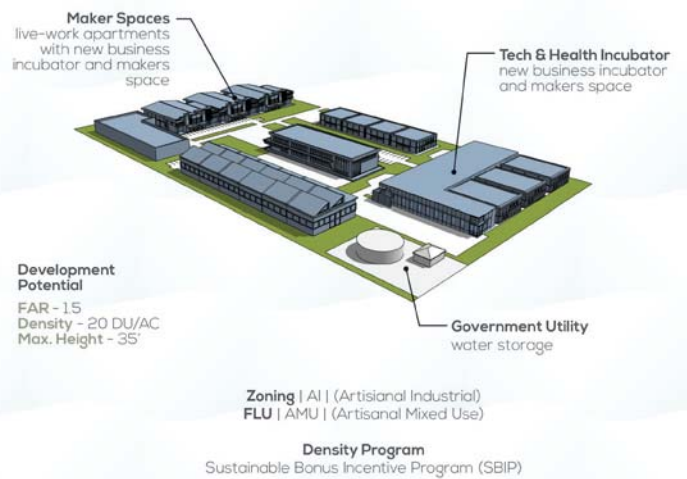 Maker Spaces
live-work apartments
with new business
incubator and makers
space
Tech & Health Incubator
new business incubator
and makers space
Development
Potential
FAR - 1.5
Density - 20 DU/AC
Max. Height - 35'
Government Utility
water storage
Zoning | AI | (Artisianal Industrial)
FLU | AMU | (Artisanal Mixed Use)
Density Program
Sustainable Bonus Incentive Program (SBIP)